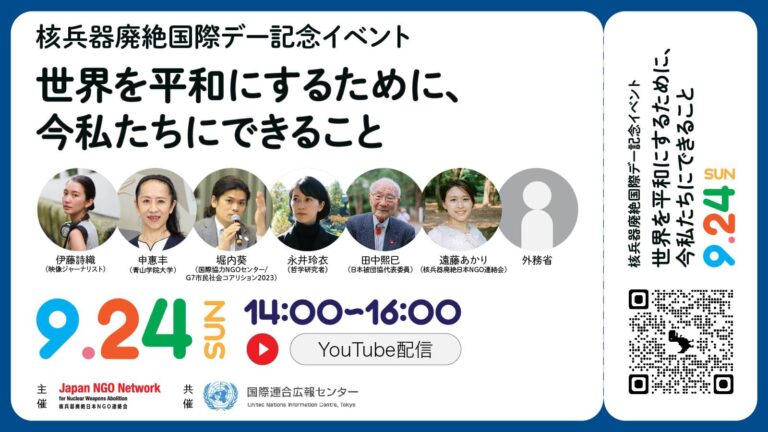 核兵器廃絶国際デー記念イベント
世界を平和にするために、
今私たちにできること
伊藤詩織
（映像ジャーナリスト）
申惠丰
（青山学院大学）
堀内葵
（国際協力NGOセンター/
G7市民社会コアリション2023）
永井玲衣
（哲学研究者）
田中熙巳
（日本被団協代表委員）
遠藤あかり
（核兵器廃絶日本NGO連絡会）
外務省
9.24 SUN
14:00〜16:00
YouTube配信
主催
Japan NGO Network
for Nuclear Weapons Abolition
核兵器廃絶日本NGO連絡会
共催
国際連合広報センター
United Nations Information Centre, Tokyo
核兵器廃絶国際デー記念イベント
世界を平和にするために、
今私たちにできること
9.24 SUN